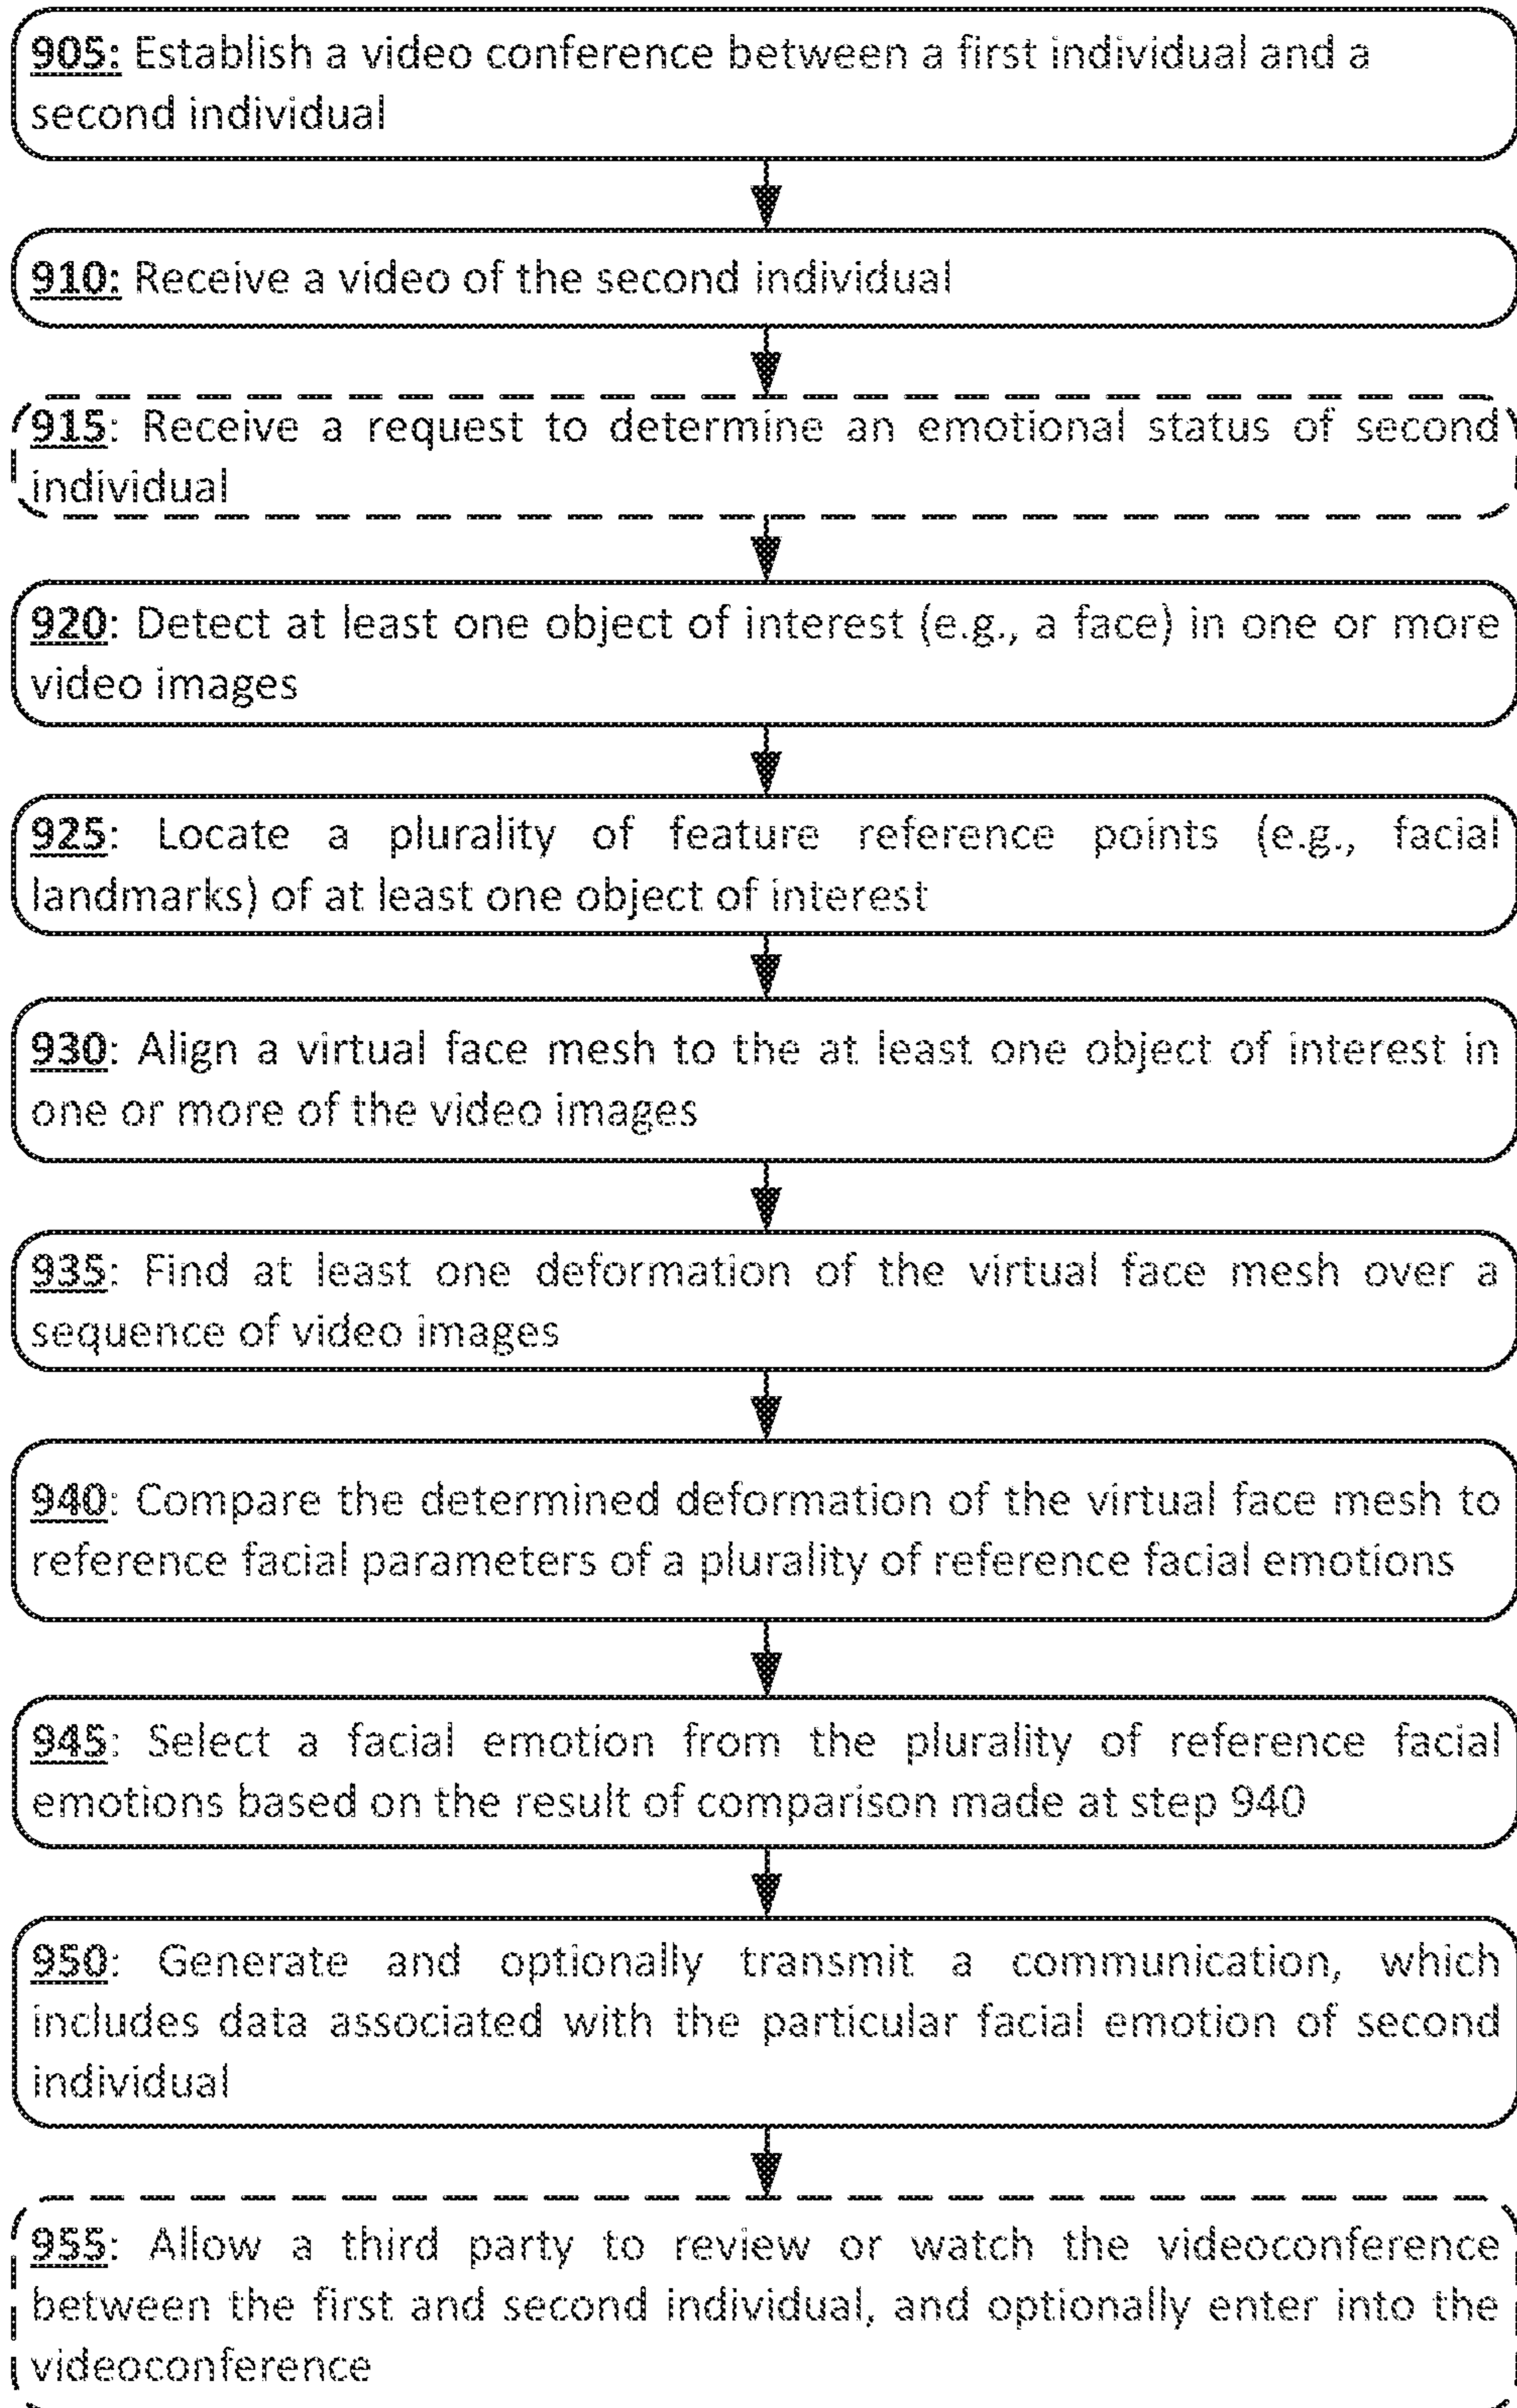 905: Establish a video conference between a first individual and a
second individual
910: Receive a video of the second individual
915: Receive a request to determine an emotional status of second
individual
920: Detect at least one object of interest (e.g., a face) in one or more
video images
925: Locate a plurality of feature reference points (e.g., facial
landmarks) of at least one object of interest
930: Align a virtual face mesh to the at least one object of interest in
one or more of the video images
935: Find at least one deformation of the virtual face mesh over a
sequence of video images
940: Compare the determined deformation of the virtual face mesh to
reference facial parameters of a plurality of reference facial emotions
945: Select a facial emotion from the plurality of reference facial
emotions based on the result of comparison made at step 940
950: Generate and optionally transmit a communication, which
includes data associated with the particular facial emotion of second
individual
955: Allow a third party to review or watch the videoconference
between the first and second individual, and optionally enter into the
videoconference